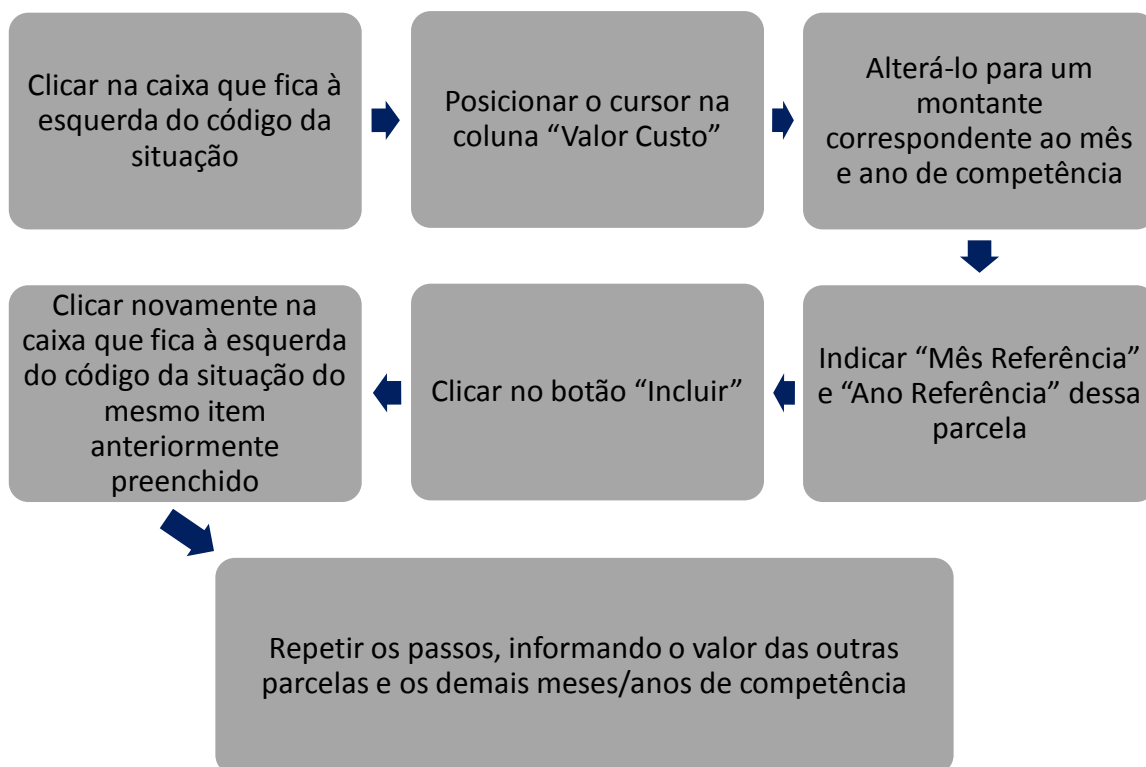 Clicar na caixa que fica à
esquerda do código da
situação
Posicionar o cursor na
coluna “Valor Custo”
Alterá-lo para um
montante
correspondente ao mês
e ano de competência
Indicar “Mês Referência”
e “Ano Referência” dessa
parcela
Clicar no botão “Incluir”
Clicar novamente na
caixa que fica à esquerda
do código da situação do
mesmo item
anteriormente
preenchido
Repetir os passos, informando o valor das outras
parcelas e os demais meses/anos de competência